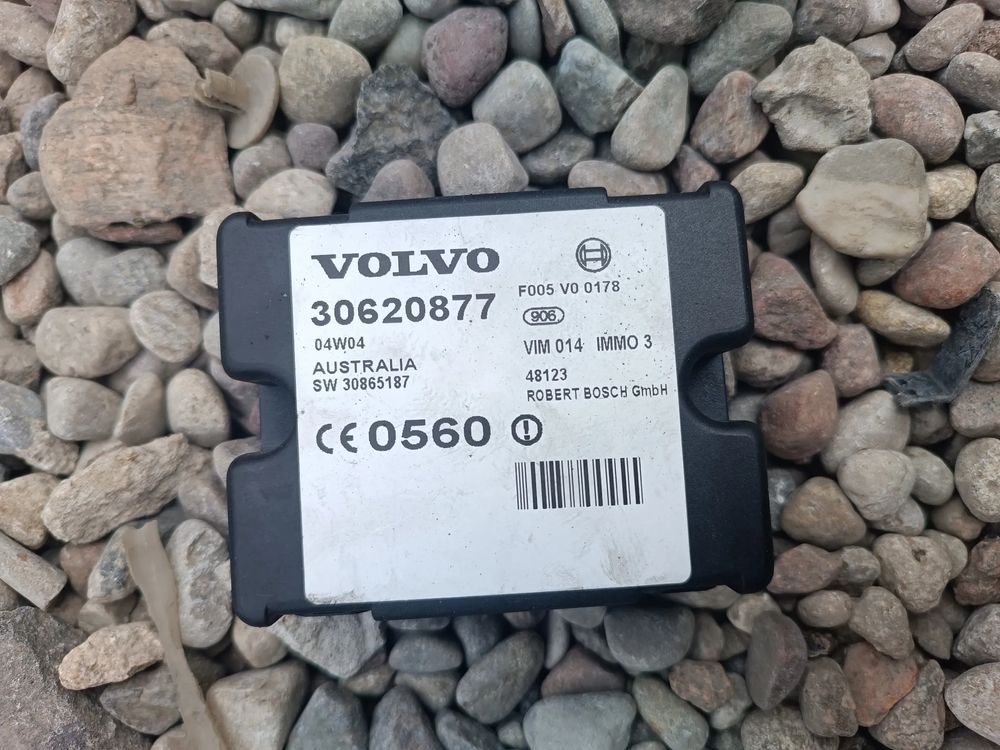 VOLVO
30620877
04W04
AUSTRALIA
SW 30865187
CE 0560
F005 V0 0178
906
VIM 014 IMMO 3
48123
ROBERT BOSCH GmbH